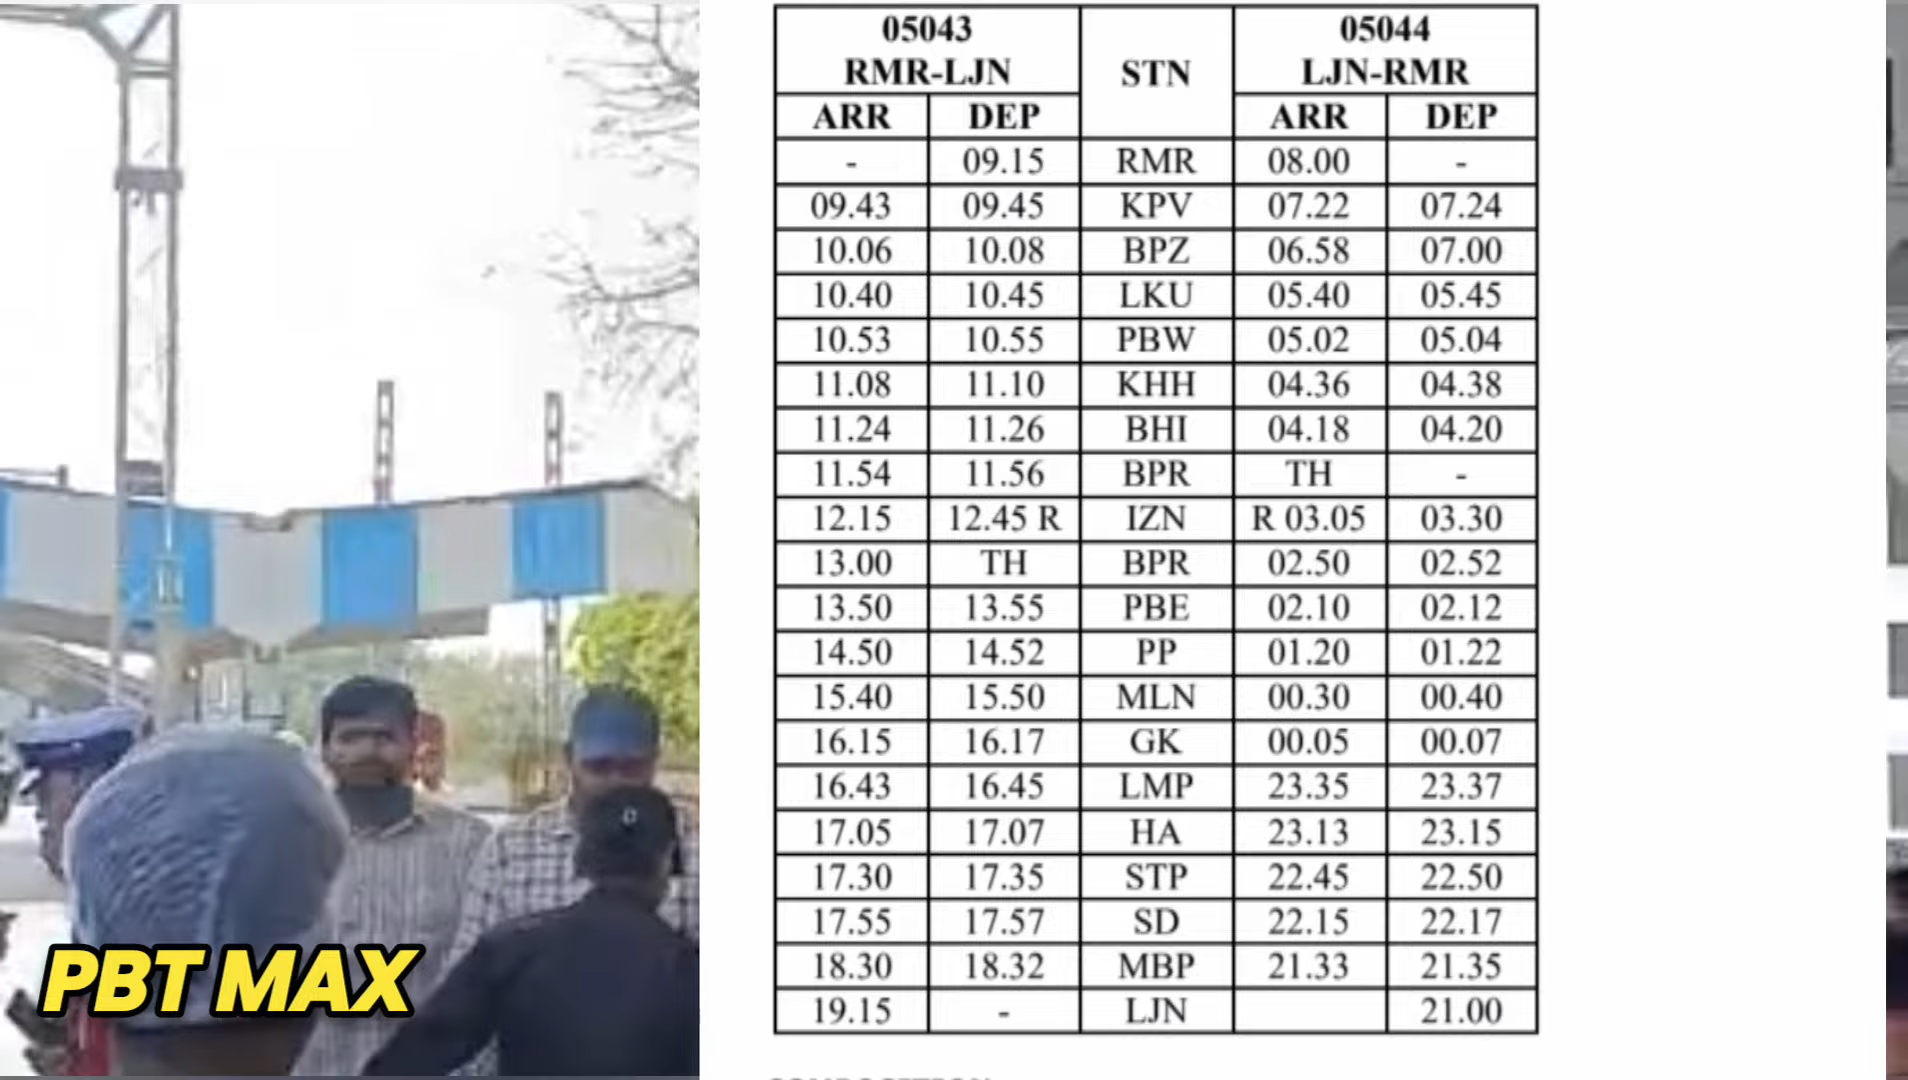 05043 RMR-LJN STN 05044 LJN-RMR
ARR DEP ARR DEP
- 09.15 RMR 08.00 -
09.43 09.45 KPV 07.22 07.24
10.06 10.08 BPZ 06.58 07.00
10.40 10.45 LKU 05.40 05.45
10.53 10.55 PBW 05.02 05.04
11.08 11.10 KHH 04.36 04.38
11.24 11.26 BHI 04.18 04.20
11.54 11.56 BPR TH -
12.15 12.45 R IZN R 03.05 03.30
13.00 TH BPR 02.50 02.52
13.50 13.55 PBE 02.10 02.12
14.50 14.52 PP 01.20 01.22
15.40 15.50 MLN 00.30 00.40
16.15 16.17 GK 00.05 00.07
16.43 16.45 LMP 23.35 23.37
17.05 17.07 HA 23.13 23.15
17.30 17.35 STP 22.45 22.50
17.55 17.57 SD 22.15 22.17
18.30 18.32 MBP 21.33 21.35
19.15 - LJN 21.00
PBT MAX